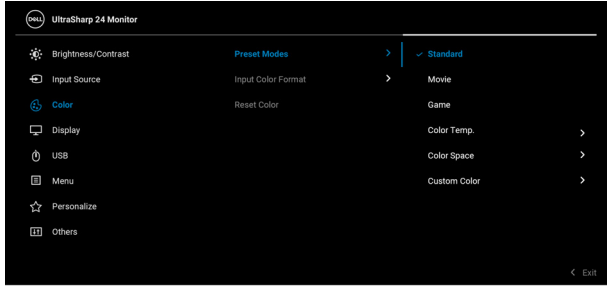 DELL UltraSharp 24 Monitor
Brightness/Contrast Preset Modes Standard
Input Source Input Color Format Movie
Color Reset Color Game
Display Color Temp.
USB Color Space
Menu Custom Color
Personalize
Others
Exit